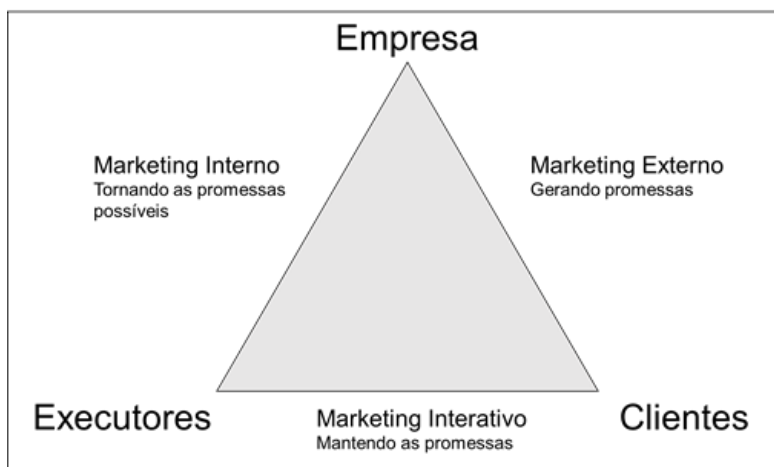 Empresa
Marketing Interno
Tornando as promessas
possíveis
Marketing Externo
Gerando promessas
Executores
Marketing Interativo
Mantendo as promessas
Clientes